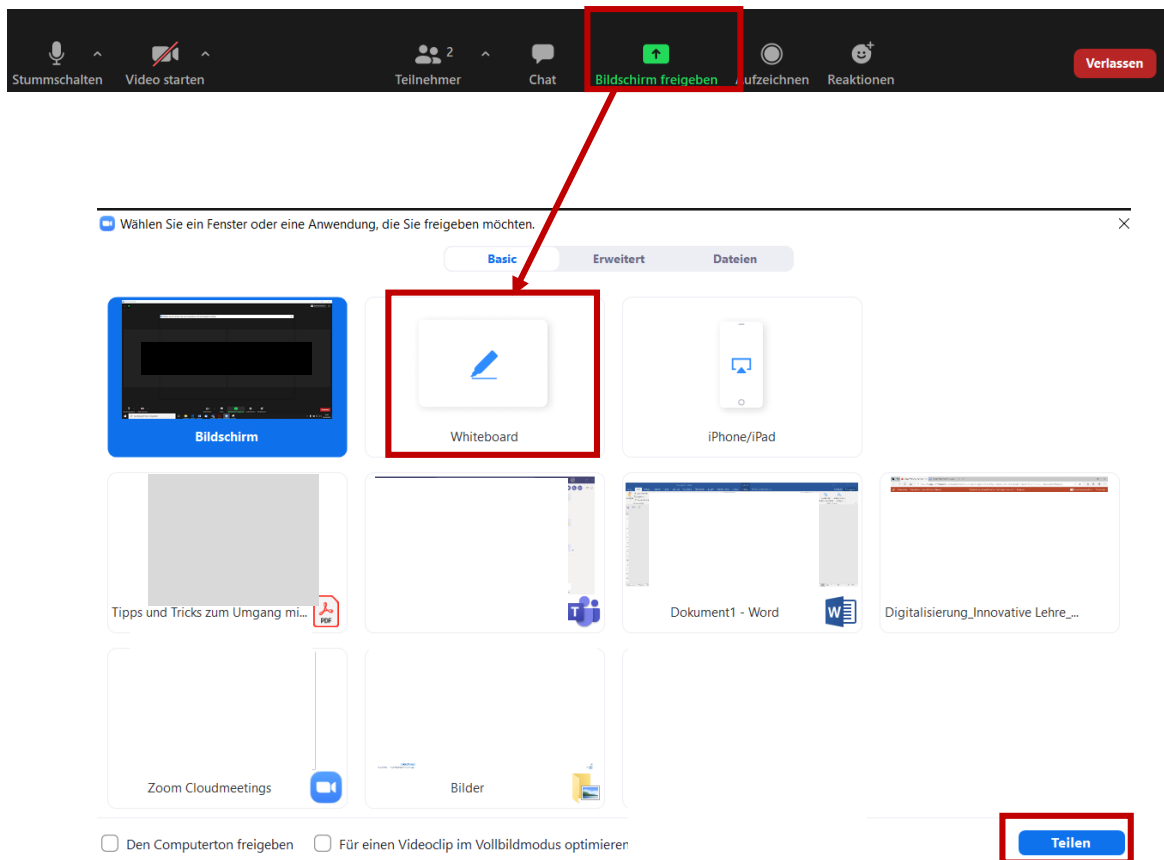 Stummschalten
Video starten
2
Teilnehmer
Chat
Bildschirm freigeben
Aufzeichnen
Reaktionen
Verlassen
Wählen Sie ein Fenster oder eine Anwendung, die Sie freigeben möchten.
Basic
Erweitert
Dateien
Bildschirm
Whiteboard
iPhone/iPad
Tipps und Tricks zum Umgang mi...
PDF
T
Dokument1 - Word
W
Digitalisierung_Innovative Lehre_...
Zoom Cloudmeetings
Bilder
Den Computerton freigeben
Für einen Videoclip im Vollbildmodus optimieren
Teilen